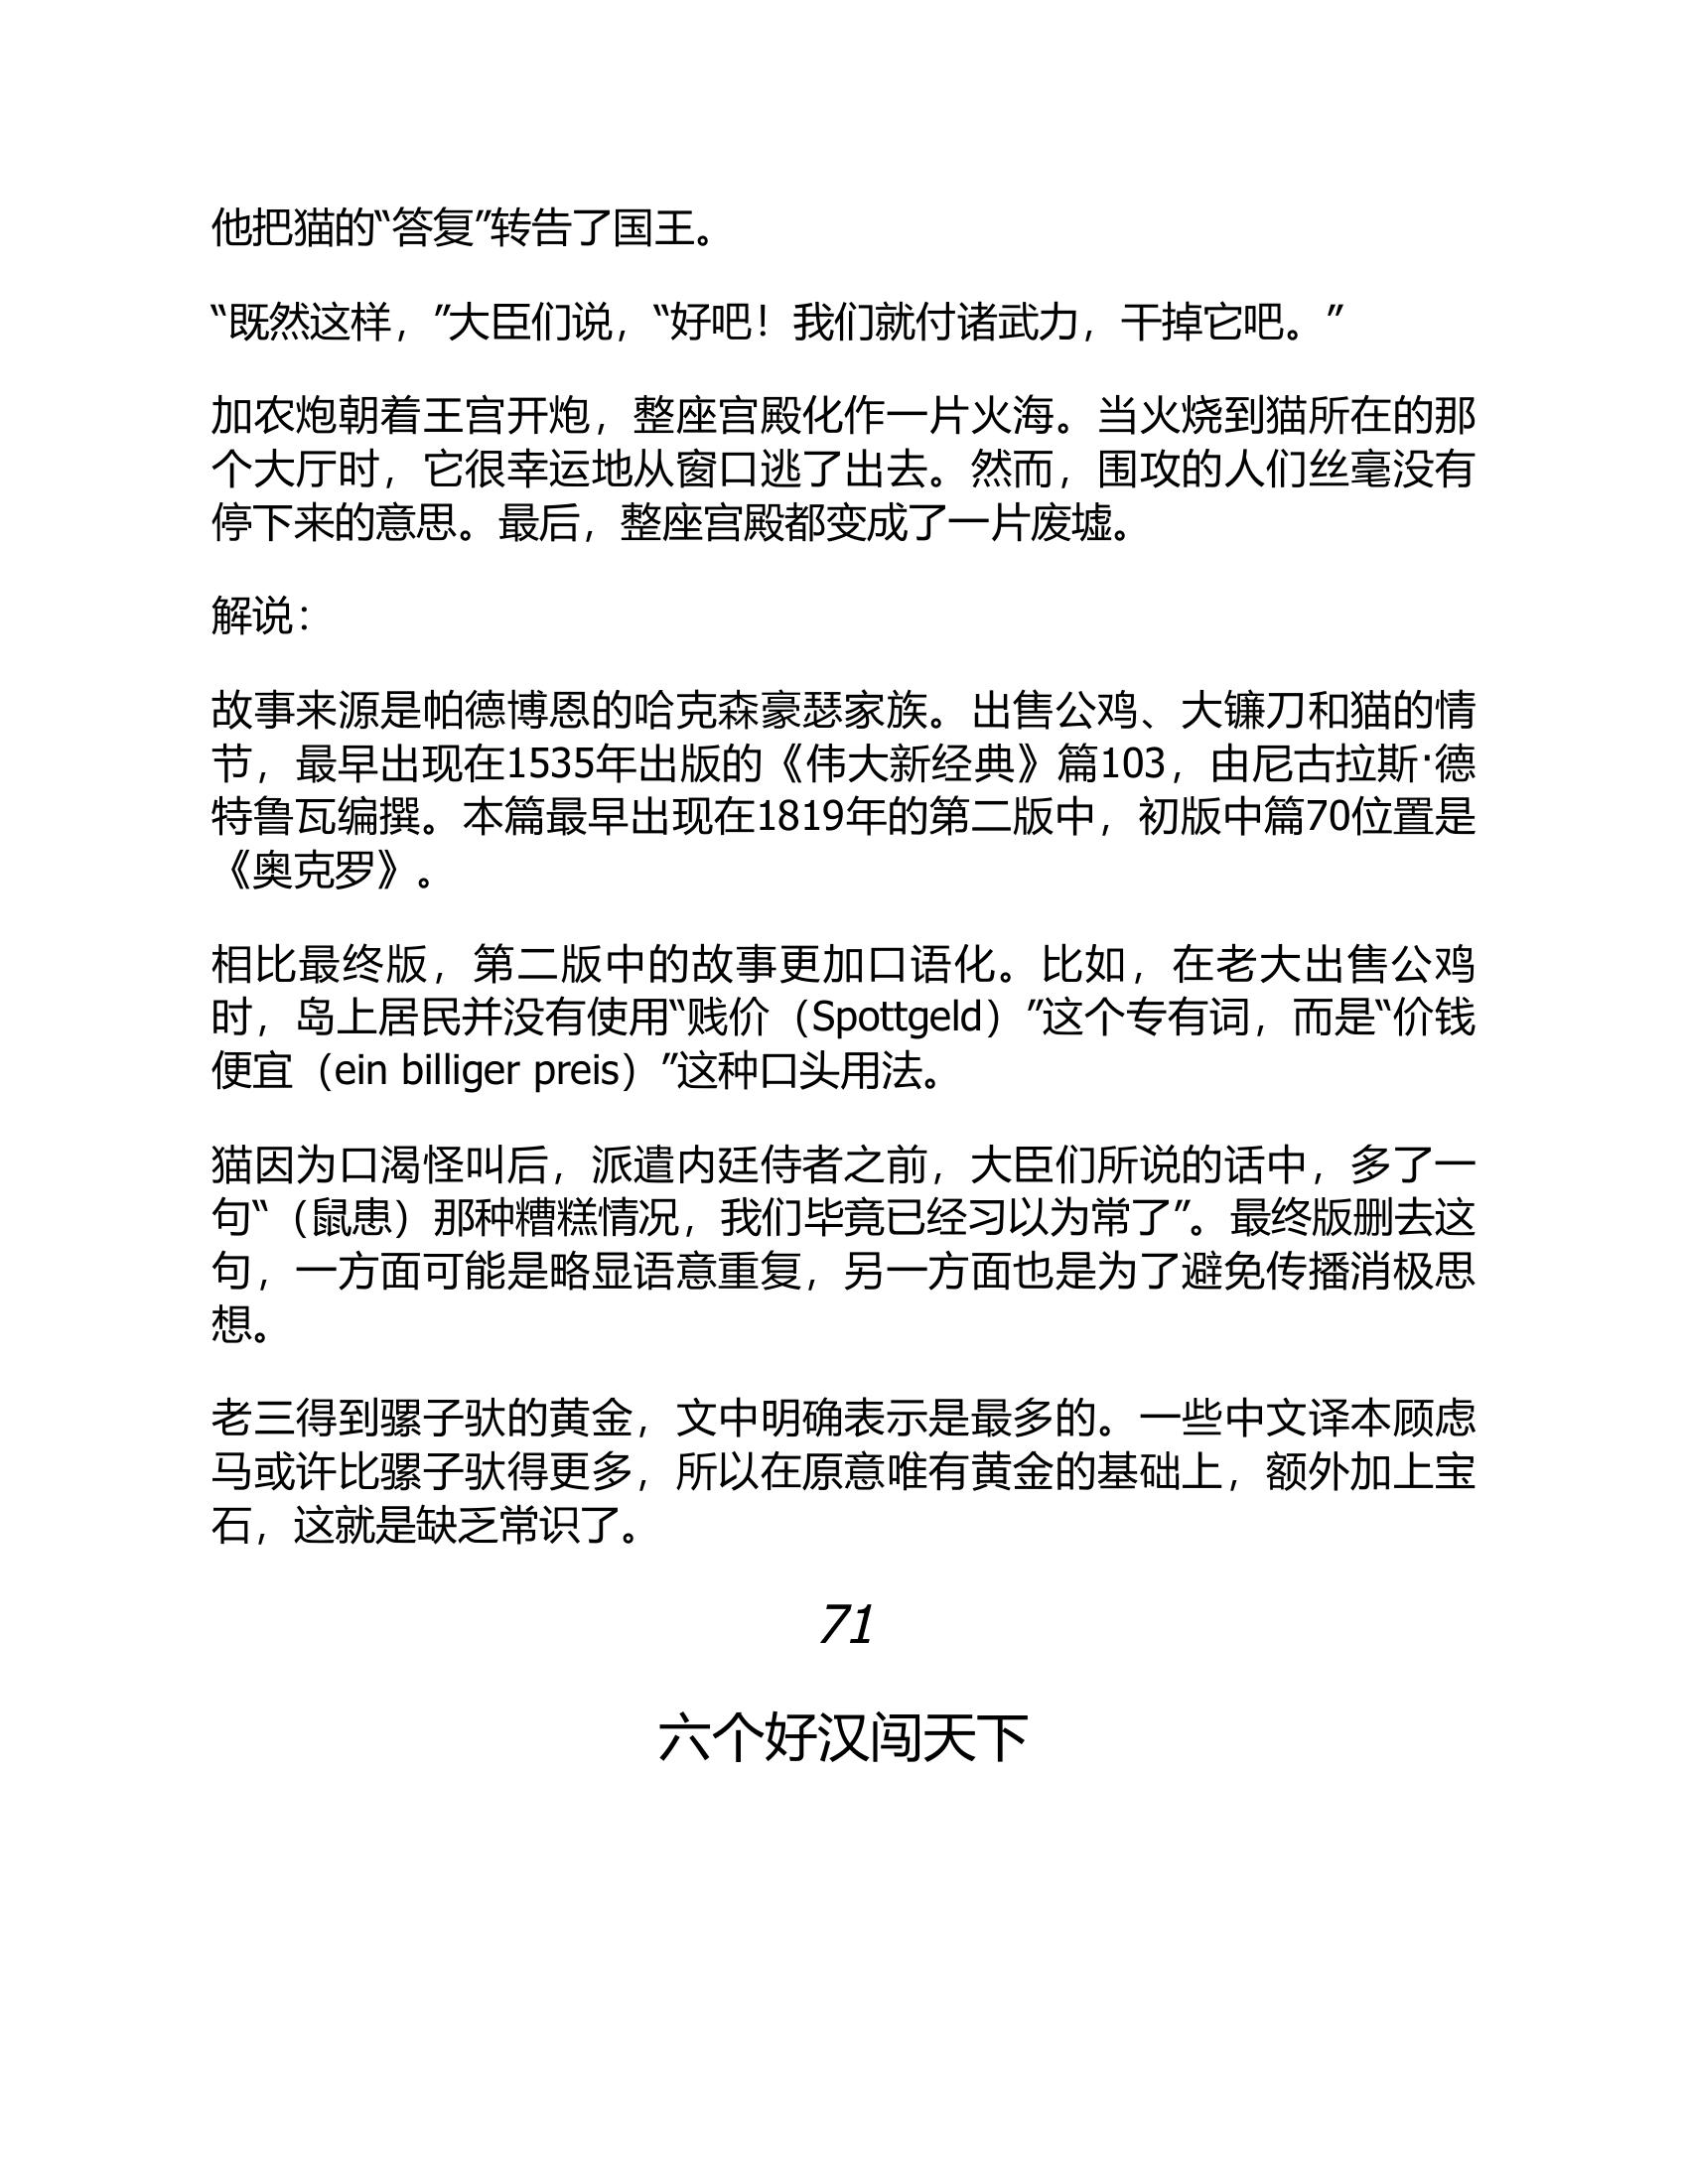 他把猫的“答复”转告了国王。
“既然这样，”大臣们说，“好吧！我们就付诸武力，干掉它吧。”
加农炮朝着王宫开炮，整座宫殿化作一片火海。当火烧到猫所在的那
个大厅时，它很幸运地从窗口逃了出去。然而，围攻的人们丝毫没有
停下来的意思。最后，整座宫殿都变成了一片废墟。
解说：
故事来源是帕德博恩的哈克森豪瑟家族。出售公鸡、大镰刀和猫的情
节，最早出现在1535年出版的《伟大新经典》篇103，由尼古拉斯·德
特鲁瓦编撰。本篇最早出现在1819年的第二版中，初版中篇70位置是
《奥克罗》。
相比最终版，第二版中的故事更加口语化。比如，在老大出售公鸡
时，岛上居民并没有使用“贱价（Spottgeld）”这个专有词，而是“价钱
便宜（ein billiger preis）”这种口头用法。
猫因为口渴怪叫后，派遣内廷侍者之前，大臣们所说的话中，多了一
句“（鼠患）那种糟糕情况，我们毕竟已经习以为常了”。最终版删去这
句，一方面可能是略显语意重复，另一方面也是为了避免传播消极思
想。
老三得到骡子驮的黄金，文中明确表示是最多的。一些中文译本顾虑
马或许比骡子驮得更多，所以在原意唯有黄金的基础上，额外加上宝
石，这就是缺乏常识了。
71
六个好汉闯天下